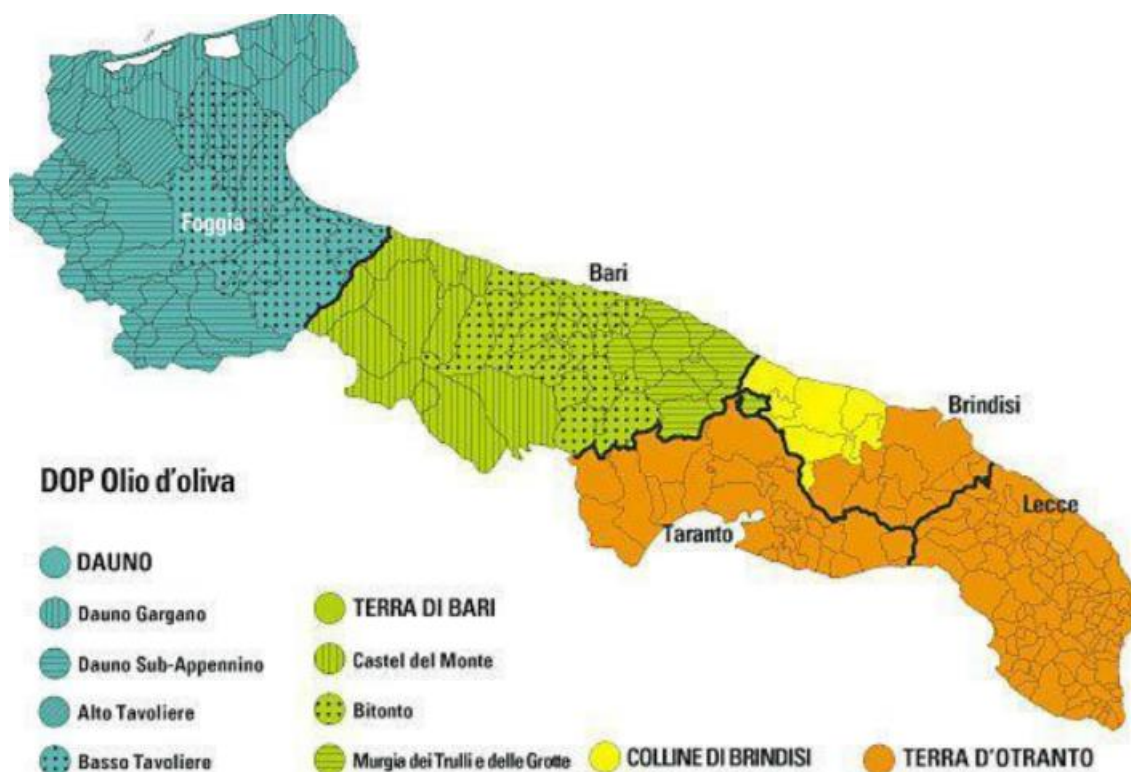 Foggia
Bari
Brindisi
Lecce
Taranto
DOP Olio d'oliva
DAUNO
Dauno Gargano
Dauno Sub-Appennino
Alto Tavoliere
Basso Tavoliere
TERRA DI BARI
Castel del Monte
Bitonto
Murgia dei Trulli e delle Grotte
COLLINE DI BRINDISI
TERRA D'OTRANTO